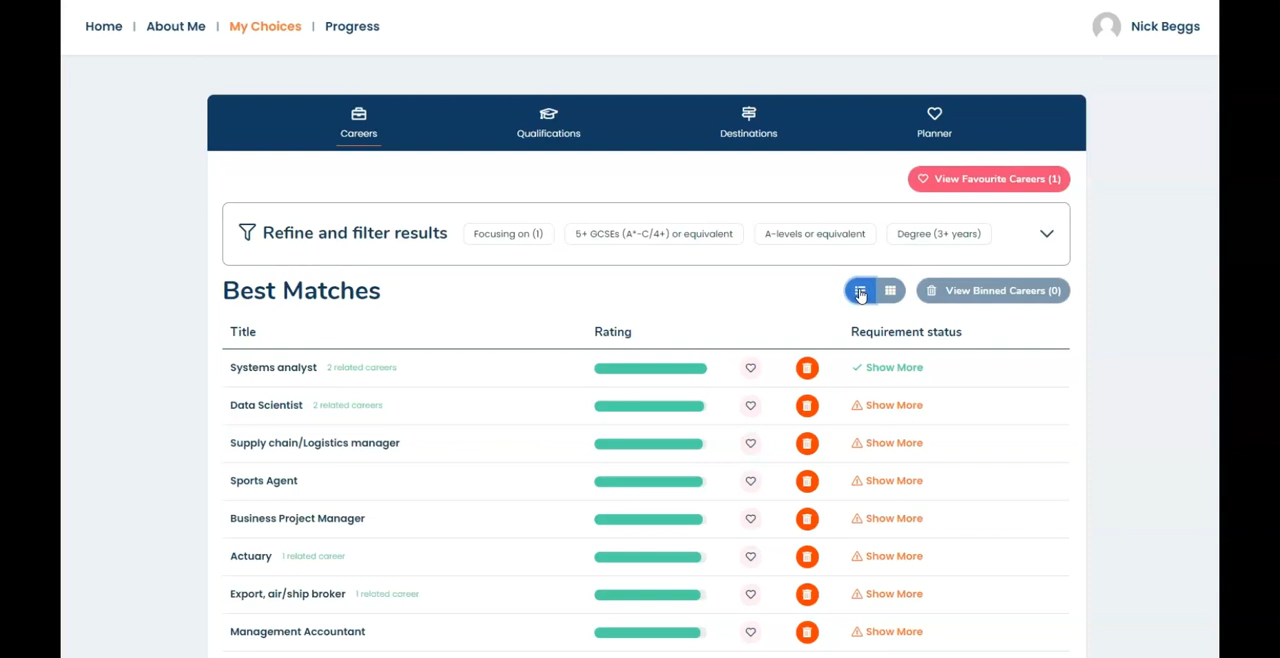 Home | About Me | My Choices | Progress Nick Beggs
Careers Qualifications Destinations Planner
View Favourite Careers (1)
Refine and filter results Focusing on (1) 5+ GCSEs (A*-C/4+) or equivalent A-levels or equivalent Degree (3+ years)
Best Matches View Binned Careers (0)
Title Rating Requirement status
Systems analyst 2 related careers Show More
Data Scientist 2 related careers Show More
Supply chain/Logistics manager Show More
Sports Agent Show More
Business Project Manager Show More
Actuary 1 related career Show More
Export, air/ship broker 1 related career Show More
Management Accountant Show More